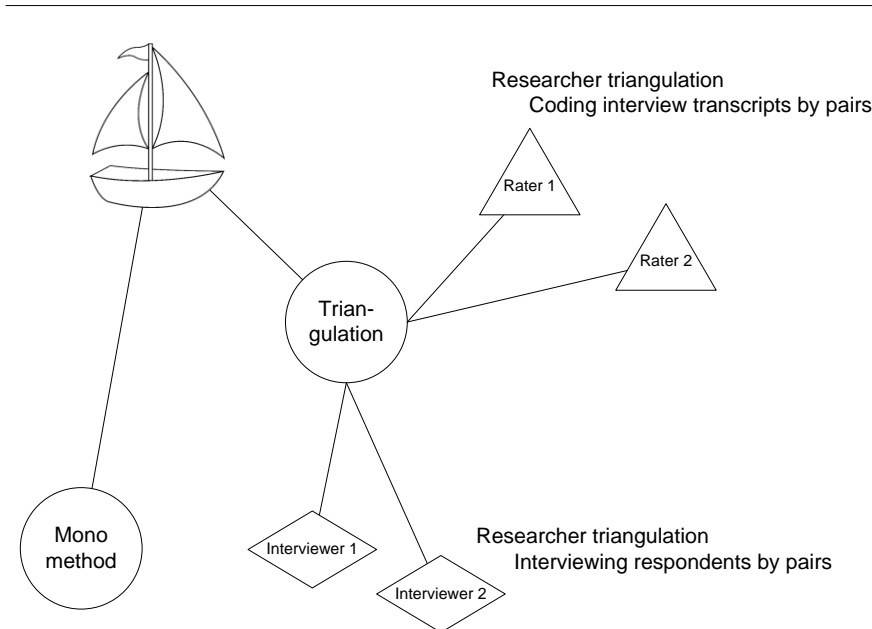 Researcher triangulation
Coding interview transcripts by pairs
Rater 1
Rater 2
Trian-
gulation
Mono
method
Interviewer 1
Researcher triangulation
Interviewing respondents by pairs
Interviewer 2